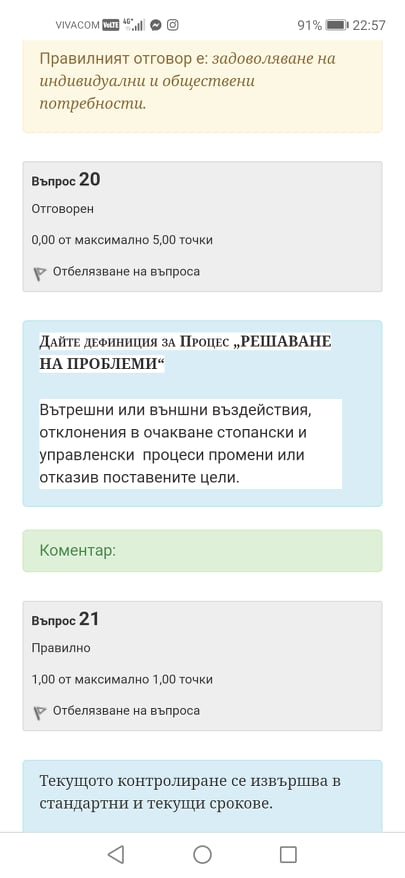 VIVACOM VoLTE 4G+ 91% 22:57
Правилният отговор е: задоволяване на
индивидуални и обществени
потребности.
Въпрос 20
Отговорен
0,00 от максимално 5,00 точки
Отбелязване на въпроса
Дайте дефиниция за Процес „РЕШАВАНЕ
НА ПРОБЛЕМИ“
Вътрешни или външни въздействия,
отклонения в очакване стопански и
управленски процеси промени или
отказив поставените цели.
Коментар:
Въпрос 21
Правилно
1,00 от максимално 1,00 точки
Отбелязване на въпроса
Текущото контролиране се извършва в
стандартни и текущи срокове.